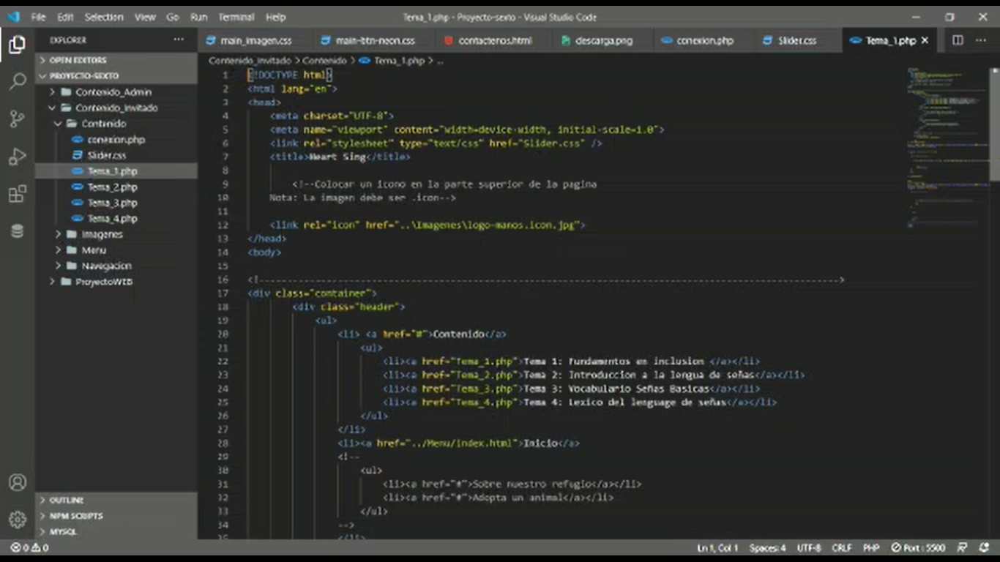 File Edit Selection View Go Run Terminal Help Tema_1.php - Proyecto-sexto - Visual Studio Code
EXPLORER ...
main_imagen.css main-btn-neon.css contactenos.html descarga.png conexion.php Slider.css Tema_1.php
OPEN EDITORS
PROYECTO-SEXTO
Contenido_Admin
Contenido_Invitado
Contenido
conexion.php
Slider.css
Tema_1.php
Tema_2.php
Tema_3.php
Tema_4.php
Imagenes
Menu
Navegacion
ProyectoWEB
OUTLINE
NPM SCRIPTS
MYSQL
Contenido_Invitado > Contenido > Tema_1.php > ...
1 <!DOCTYPE html>
2 <html lang="en">
3 <head>
4 <meta charset="UTF-8">
5 <meta name="viewport" content="width=device-width, initial-scale=1.0">
6 <link rel="stylesheet" type="text/css" href="Slider.css" />
7 <title>Heart Sing</title>
8
9 <!--Colocar un icono en la parte superior de la pagina
10 Nota: La imagen debe ser .icon-->
11
12 <link rel="icon" href="..\Imagenes\logo-manos.icon.jpg">
13 </head>
14 <body>
15
16 <!------------------------------------------------------------------------------------------------------->
17 <div class="container">
18 <div class="header">
19 <ul>
20 <li> <a href="#">Contenido</a>
21 <ul>
22 <li><a href="Tema_1.php">Tema 1: Fundamentos en inclusion </a></li>
23 <li><a href="Tema_2.php">Tema 2: Introduccion a la lengua de señas</a></li>
24 <li><a href="Tema_3.php">Tema 3: Vocabulario Señas Basicas</a></li>
25 <li><a href="Tema_4.php">Tema 4: Lexico del lenguage de señas</a></li>
26 </ul>
27 </li>
28 <li><a href="../Menu/index.html">Inicio</a>
29 <!--
30 <ul>
31 <li><a href="#">Sobre nuestro refugio</a></li>
32 <li><a href="#">Adopta un animal</a></li>
33 </ul>
34 -->
35 </li>
0 0 Ln 1, Col 1 Spaces: 4 UTF-8 CRLF PHP Port : 5500